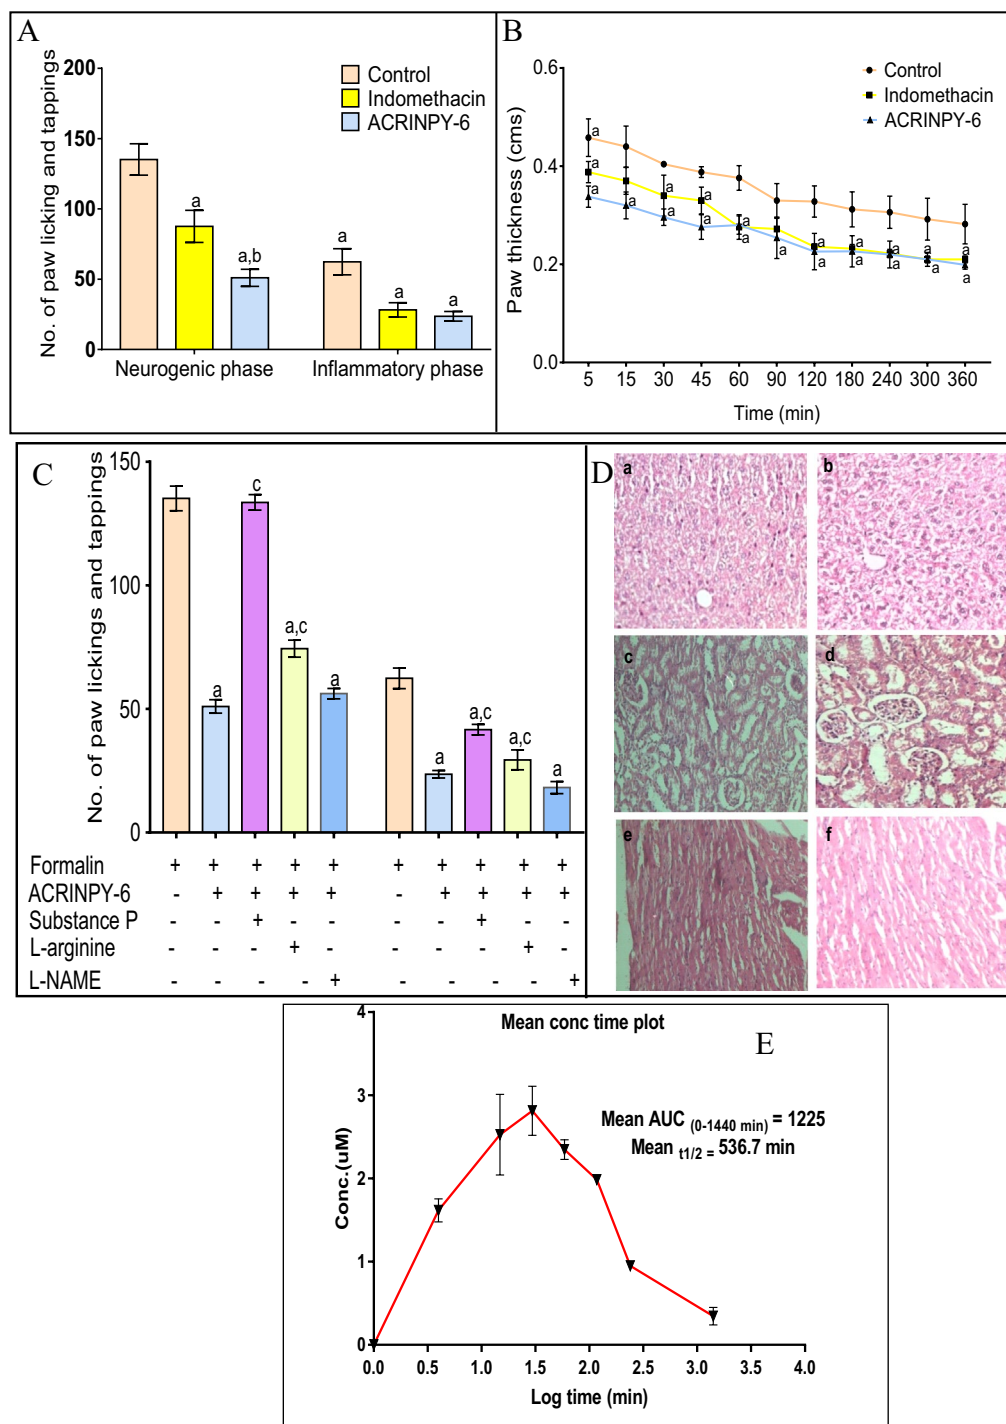 A
No. of paw licking and tappings
200
150
100
50
0
Control
Indomethacin
ACRINPY-6
a
a,b
a
a
a
Neurogenic phase
Inflammatory phase
B
Paw thickness (cms)
0.6
0.4
0.2
0.0
Control
Indomethacin
ACRINPY-6
a
a a a a a a a a a a a
a a a a a a a a a a a
5 15 30 45 60 90 120 180 240 300 360
Time (min)
C
No. of paw lickings and tappings
150
100
50
0
a
c
a,c
a
a
a,c
a,c
a
Formalin + + + + + + + + + +
ACRINPY-6 - + + + + - + + + +
Substance P - - + - - - - + - -
L-arginine - - - + - - - - + -
L-NAME - - - - + - - - - +
D
a
b
c
d
e
f
E
Mean conc time plot
Mean AUC (0-1440 min) = 1225
Mean t1/2 = 536.7 min
Conc.(uM)
4
3
2
1
0
0.0 0.5 1.0 1.5 2.0 2.5 3.0 3.5 4.0
Log time (min)